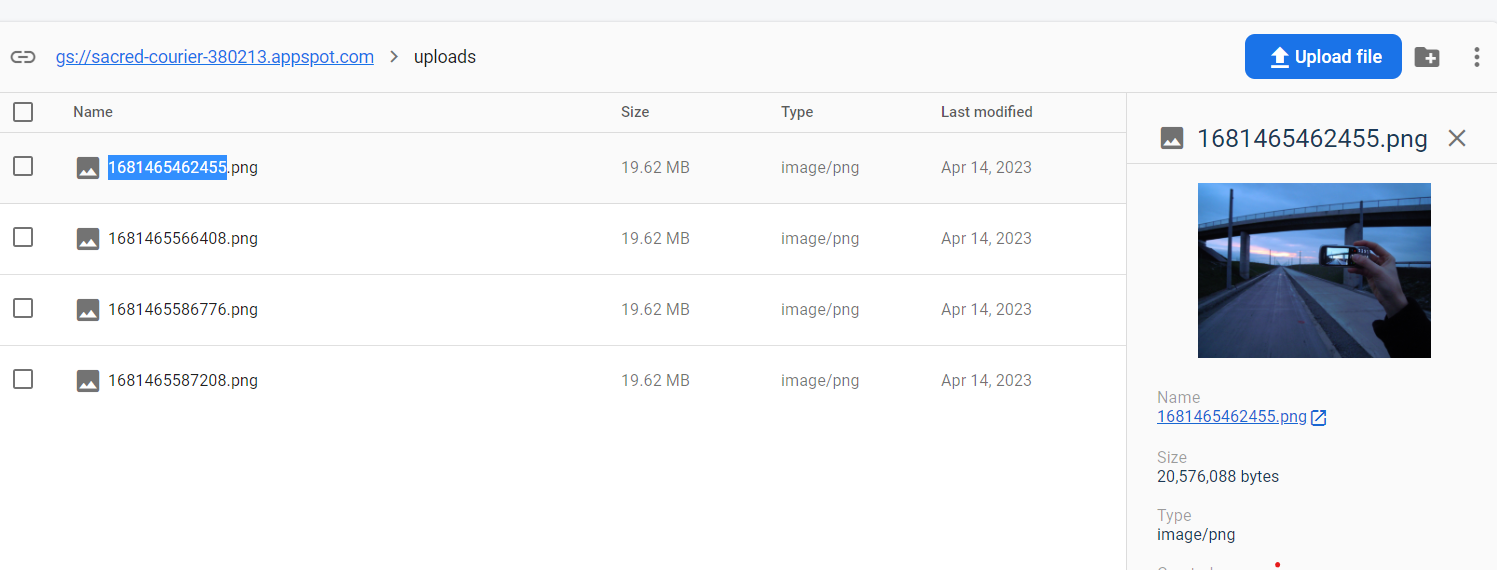 gs://sacred-courier-380213.appspot.com > uploads
Upload file
Name Size Type Last modified
1681465462455.png 19.62 MB image/png Apr 14, 2023
1681465566408.png 19.62 MB image/png Apr 14, 2023
1681465586776.png 19.62 MB image/png Apr 14, 2023
1681465587208.png 19.62 MB image/png Apr 14, 2023
1681465462455.png
Name
1681465462455.png
Size
20,576,088 bytes
Type
image/png